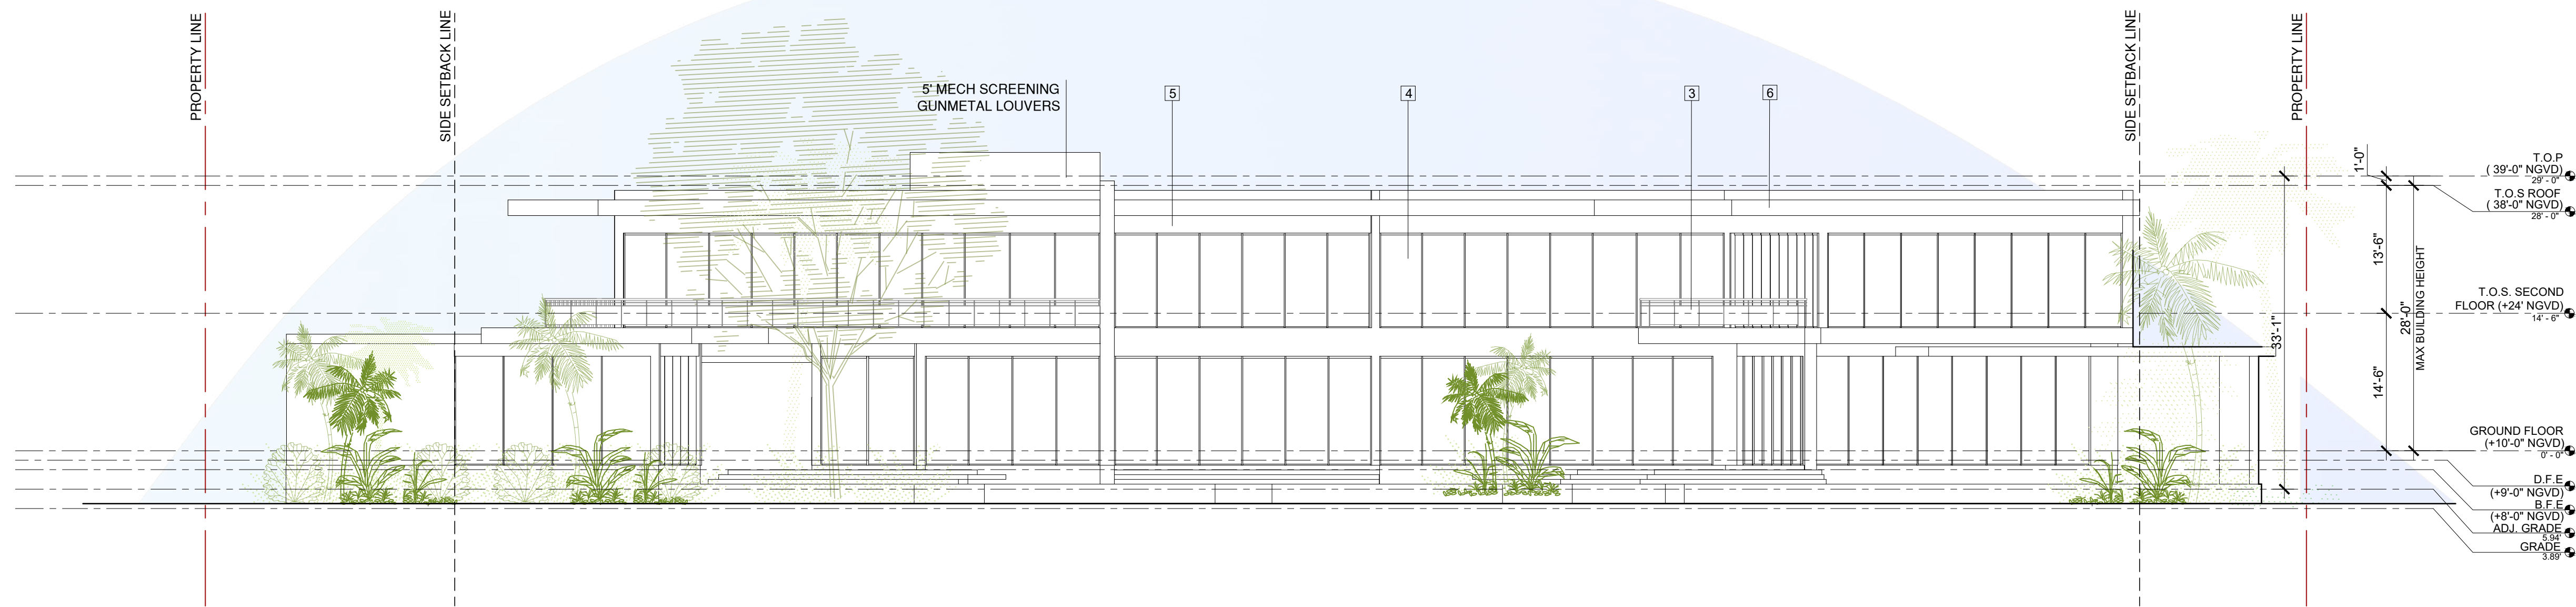 PROPERTY LINE
SIDE SETBACK LINE
5' MECH SCREENING
GUNMETAL LOUVERS
5
4
3
6
SIDE SETBACK LINE
PROPERTY LINE
1'-0"
13'-6"
14'-6"
28'-0"
MAX BUILDING HEIGHT
33'-1"
T.O.P
( 39'-0" NGVD)
29' - 0"
T.O.S ROOF
( 38'-0" NGVD)
28' - 0"
T.O.S. SECOND
FLOOR (+24' NGVD)
14' - 6"
GROUND FLOOR
(+10'-0" NGVD)
0' - 0"
D.F.E
(+9'-0" NGVD)
B.F.E
(+8'-0" NGVD)
ADJ. GRADE
5.94'
GRADE
3.89'